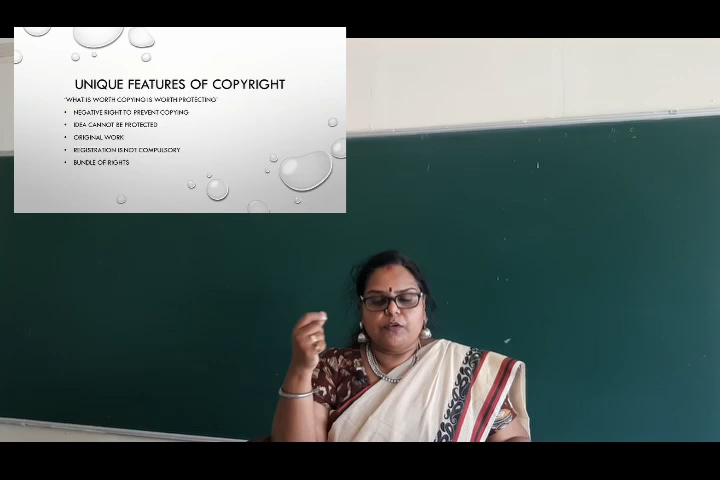 UNIQUE FEATURES OF COPYRIGHT
'WHAT IS WORTH COPYING IS WORTH PROTECTING'
• NEGATIVE RIGHT TO PREVENT COPYING
• IDEA CANNOT BE PROTECTED
• ORIGINAL WORK
• REGISTRATION IS NOT COMPULSORY
• BUNDLE OF RIGHTS